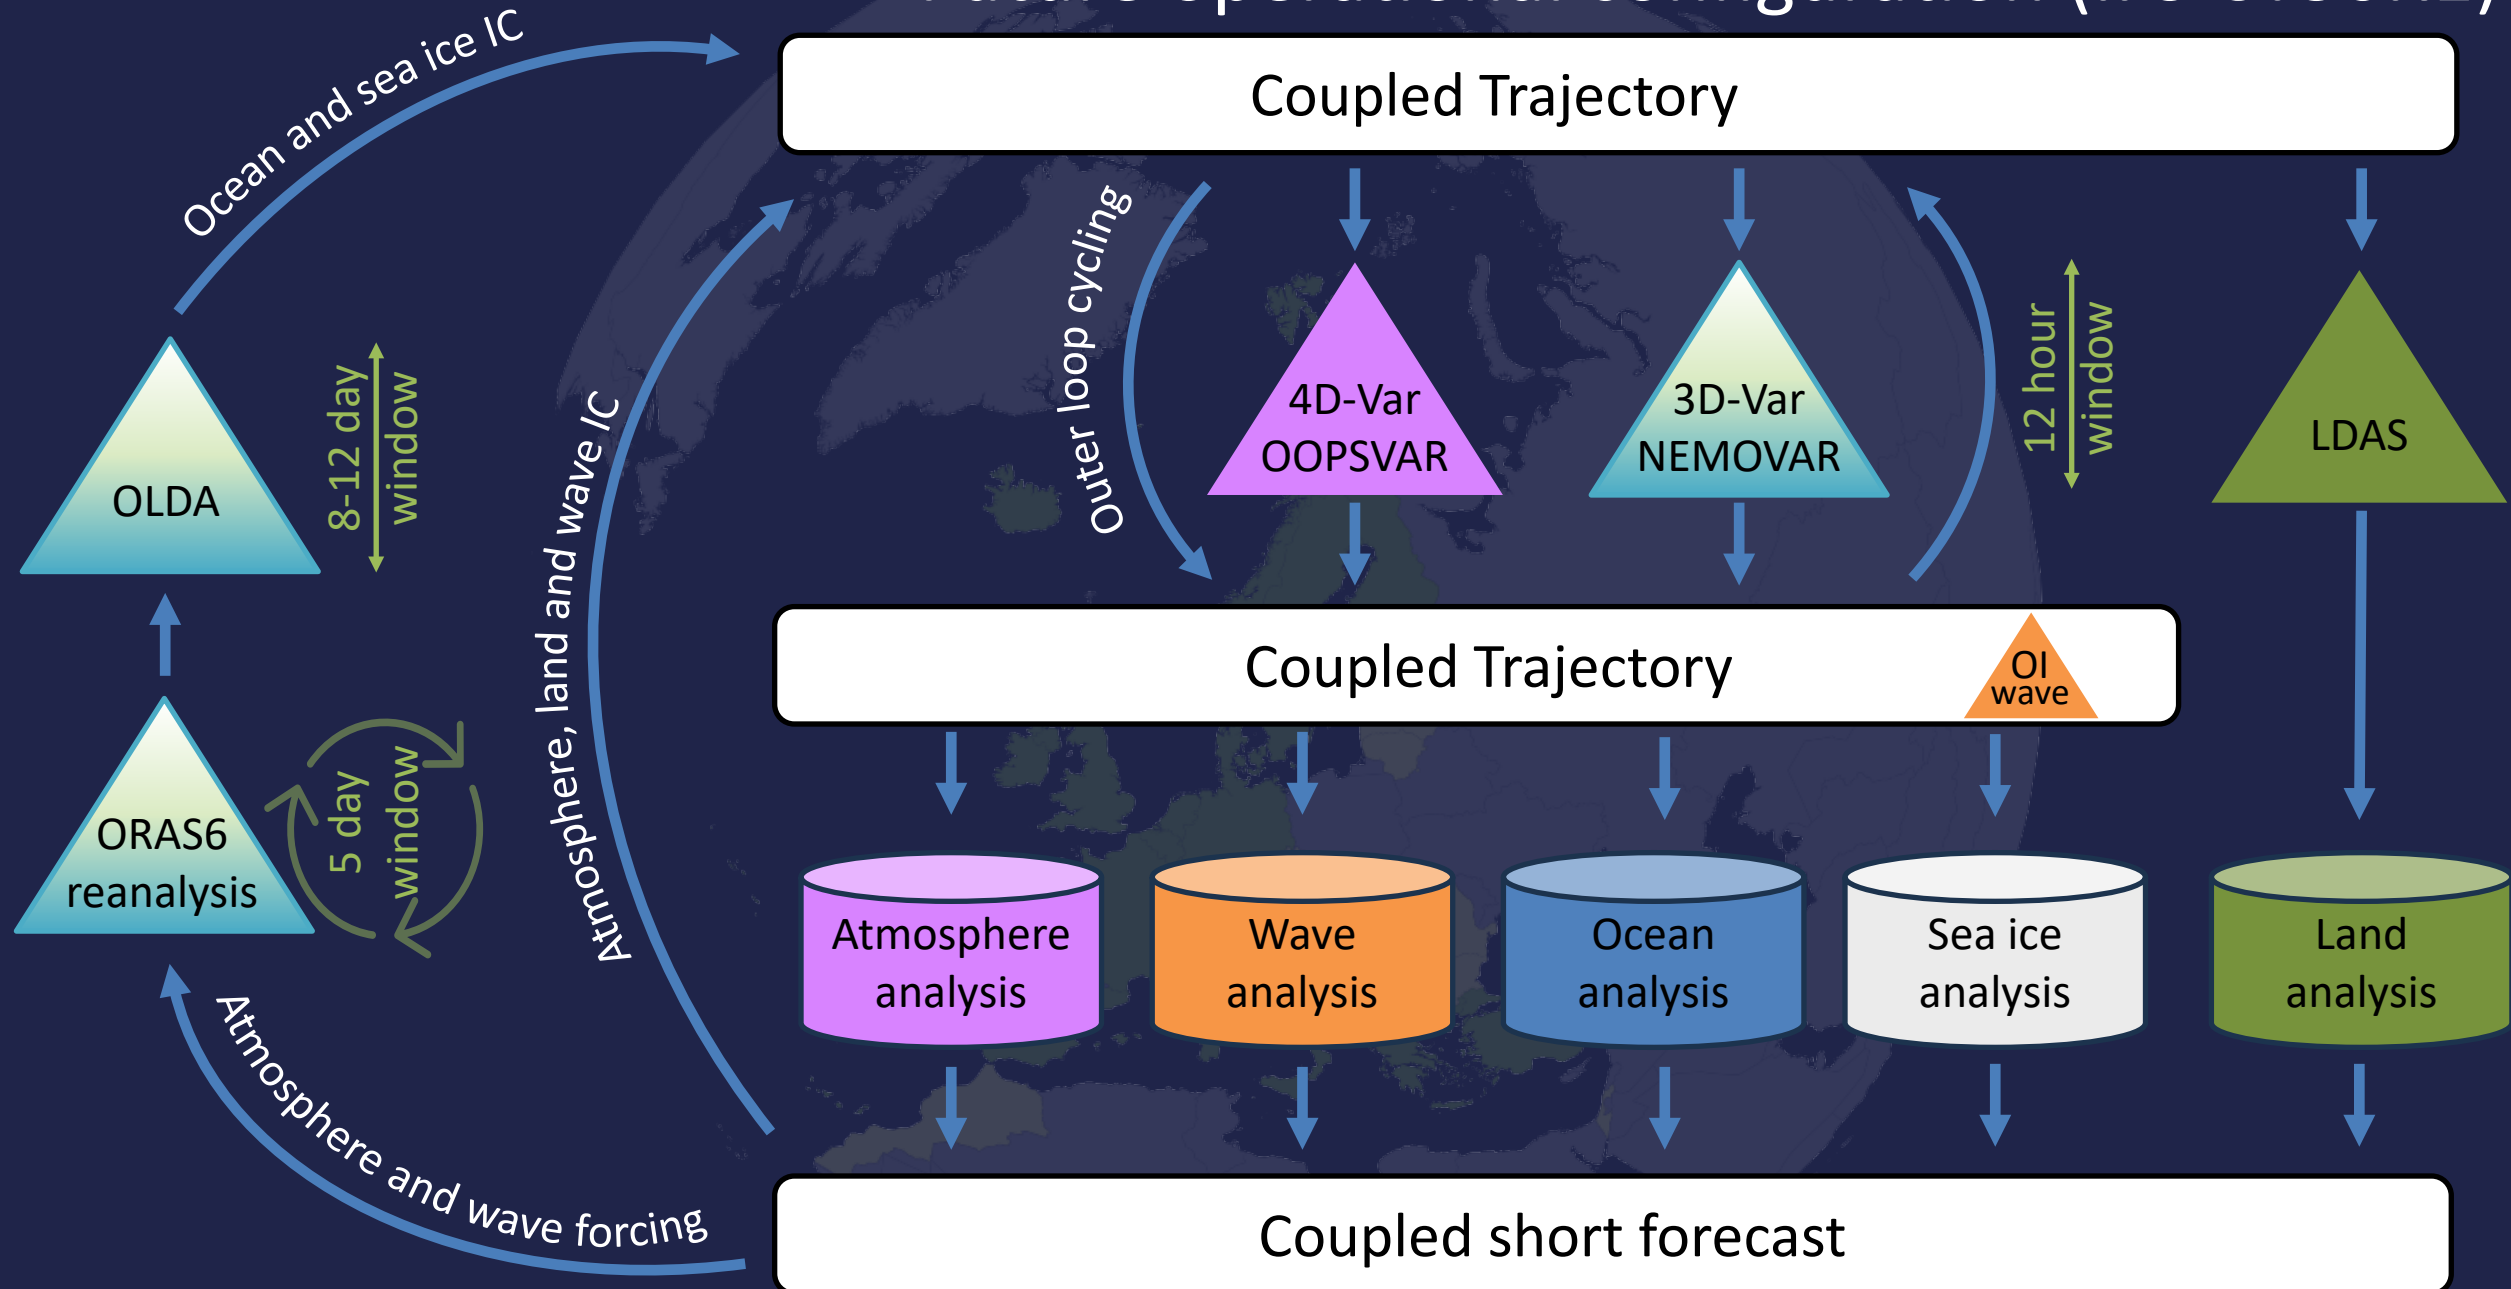 Coupled Trajectory
Ocean and sea ice IC
Outer loop cycling
4D-Var
OOPSVAR
3D-Var
NEMOVAR
12 hour
window
LDAS
OLDA
8-12 day
window
Atmosphere, land and wave IC
Coupled Trajectory
OI
wave
ORAS6
reanalysis
5 day
window
Atmosphere
analysis
Wave
analysis
Ocean
analysis
Sea ice
analysis
Land
analysis
Atmosphere and wave forcing
Coupled short forecast